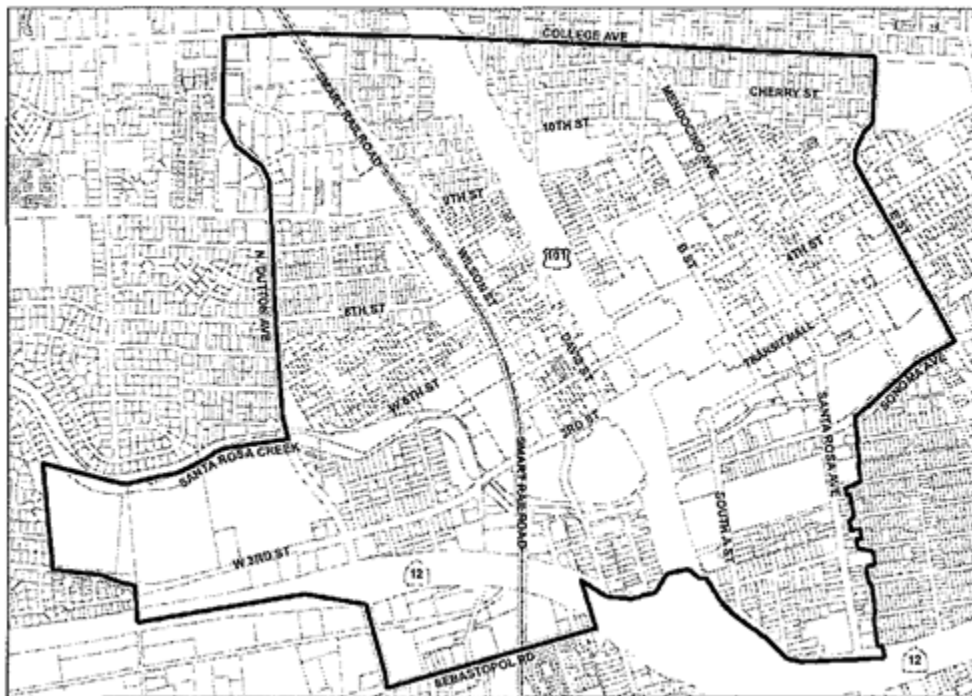 COLLEGE AVE
SMART RAILROAD
MENDOCINO AVE
CHERRY ST
10TH ST
9TH ST
E ST
4TH ST
B ST
N. DUTTON AVE
WILSON ST
101
8TH ST
DAVIS ST
TRANSIT MALL
W 6TH ST
SONOMA AVE
3RD ST
SANTA ROSA AVE
SANTA ROSA CREEK
SMART RAILROAD
SOUTH A ST
W 3RD ST
12
SEBASTOPOL RD
12